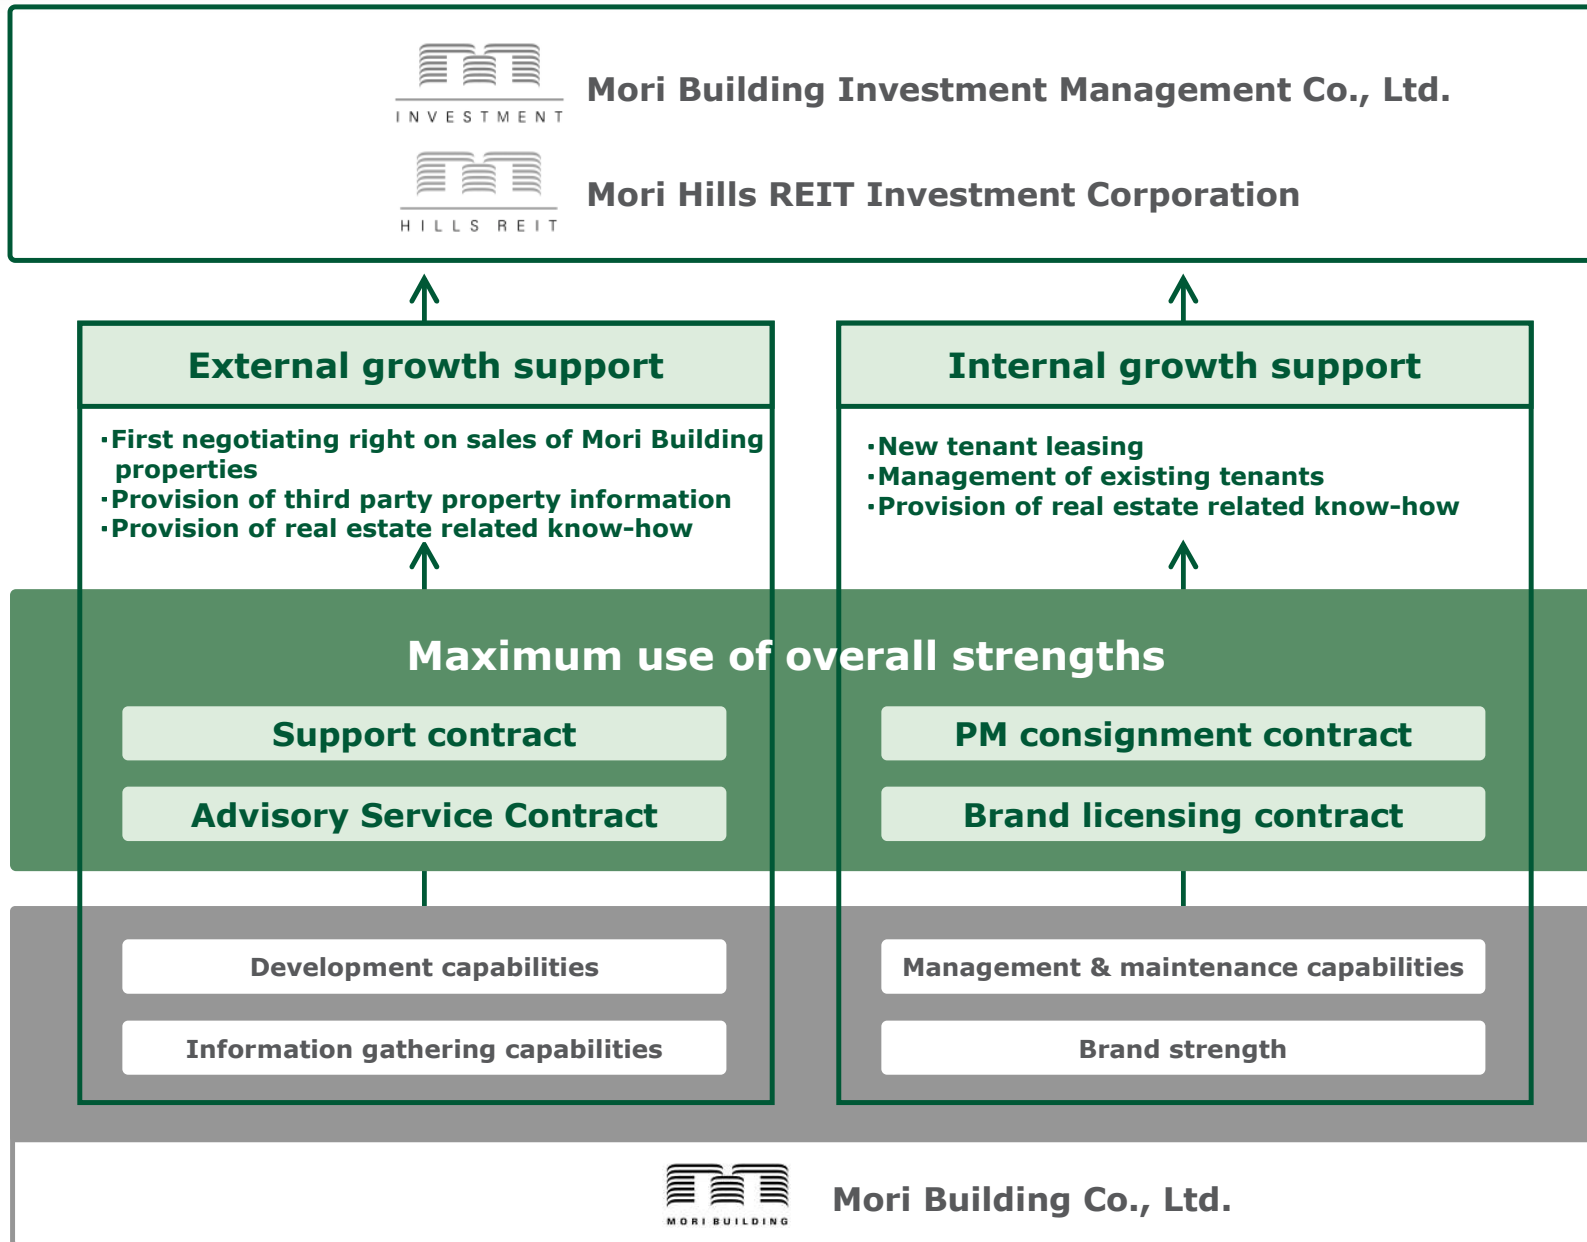 INVESTMENT
Mori Building Investment Management Co., Ltd.
HILLS REIT
Mori Hills REIT Investment Corporation
External growth support
・First negotiating right on sales of Mori Building
properties
・Provision of third party property information
・Provision of real estate related know-how
Internal growth support
・New tenant leasing
・Management of existing tenants
・Provision of real estate related know-how
Maximum use of overall strengths
Support contract
Advisory Service Contract
PM consignment contract
Brand licensing contract
Development capabilities
Information gathering capabilities
Management & maintenance capabilities
Brand strength
MORI BUILDING
Mori Building Co., Ltd.